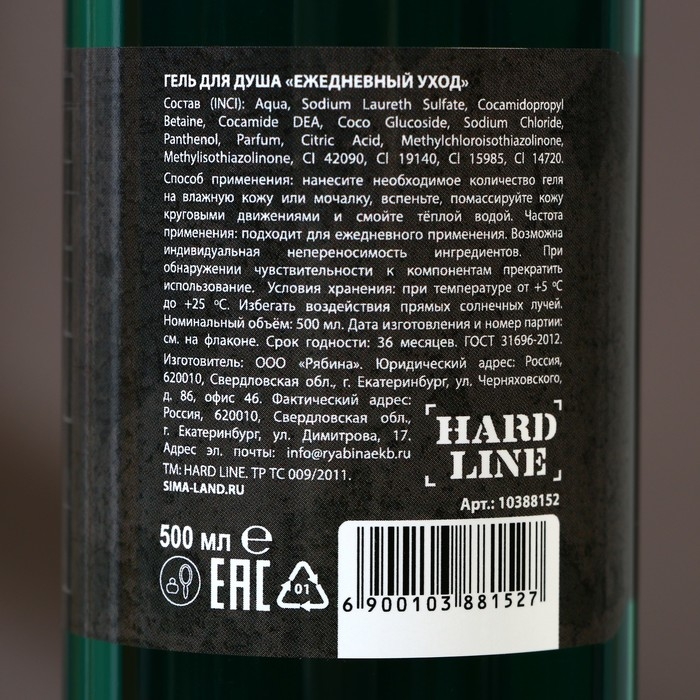 ГЕЛЬ ДЛЯ ДУША «ЕЖЕДНЕВНЫЙ УХОД»
Состав (INCI): Aqua, Sodium Laureth Sulfate, Cocamidopropyl
Betaine, Cocamide DEA, Coco Glucoside, Sodium Chloride,
Panthenol, Parfum, Citric Acid, Methylchloroisothiazolinone,
Methylisothiazolinone, Cl 42090, Cl 19140, Cl 15985, Cl 14720.
Способ применения: нанесите необходимое количество геля
на влажную кожу или мочалку, вспеньте, помассируйте кожу
круговыми движениями и смойте тёплой водой. Частота
применения: подходит для ежедневного применения. Возможна
индивидуальная непереносимость ингредиентов. При
обнаружении чувствительности к компонентам прекратить
использование. Условия хранения: при температуре от +5 ºС
до +25 ºС. Избегать воздействия прямых солнечных лучей.
Номинальный объём: 500 мл. Дата изготовления и номер партии:
см. на флаконе. Срок годности: 36 месяцев. ГОСТ 31696-2012.
Изготовитель: ООО «Рябина». Юридический адрес: Россия,
620010, Свердловская обл., г. Екатеринбург, ул. Черняховского,
д. 86, офис 46. Фактический адрес:
Россия, 620010, Свердловская обл.,
г. Екатеринбург, ул. Димитрова, 17.
Адрес эл. почты: info@ryabinaekb.ru
ТМ: HARD LINE. ТР ТС 009/2011.
SIMA-LAND.RU
HARD
LINE
Арт.: 10388152
500 мл ℮
EAC
01
6 900103 881527